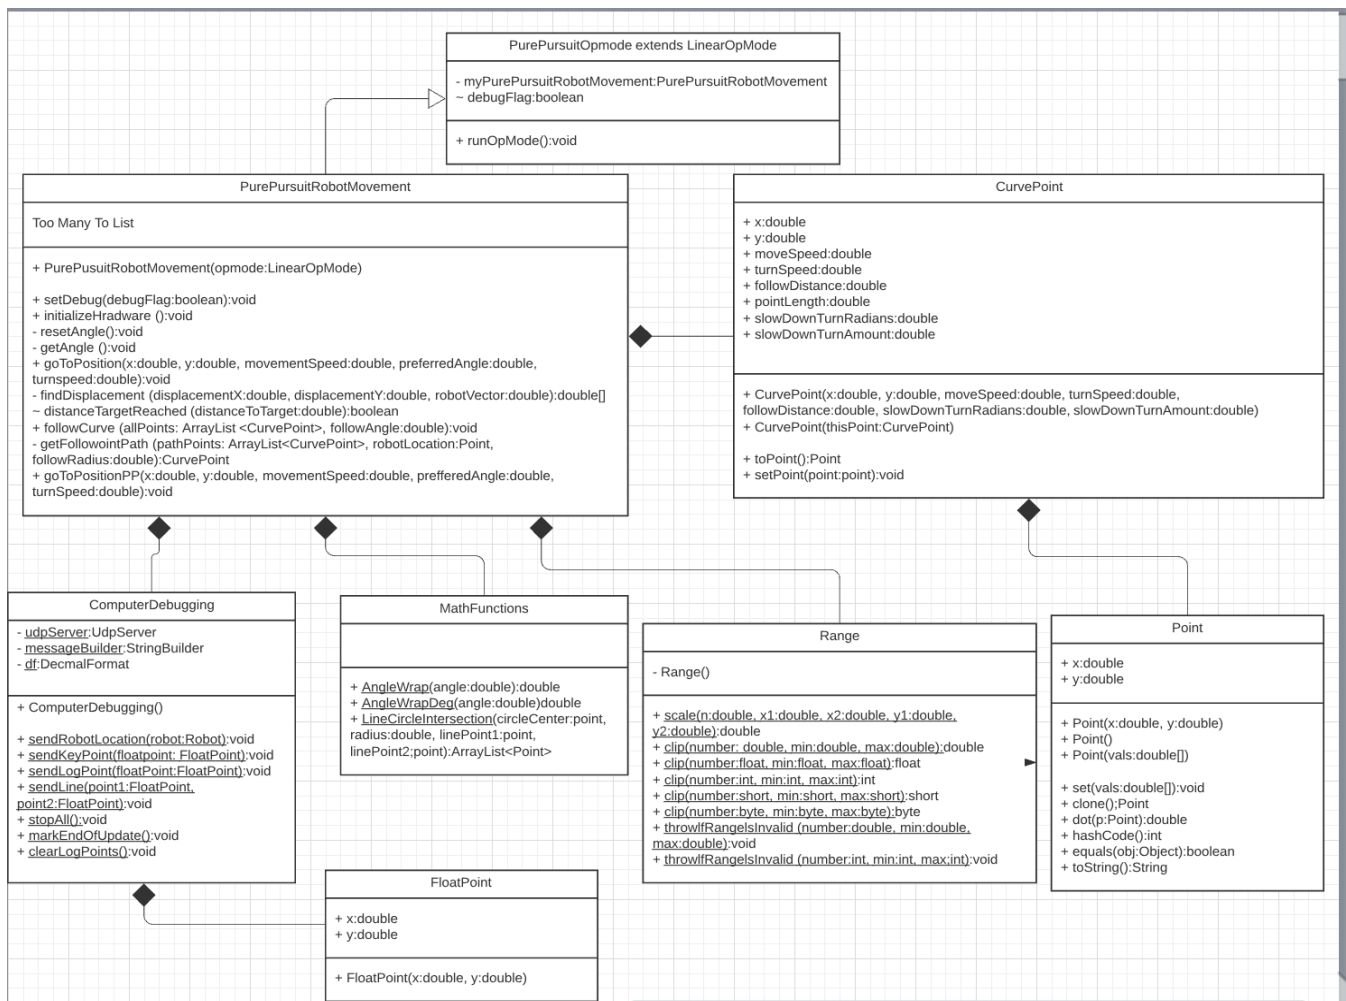 PurePursuitOpmode extends LinearOpMode
- myPurePursuitRobotMovement:PurePursuitRobotMovement
~ debugFlag:boolean
+ runOpMode():void
PurePursuitRobotMovement
Too Many To List
+ PurePusuitRobotMovement(opmode:LinearOpMode)
+ setDebug(debugFlag:boolean):void
+ initializeHradware ():void
- resetAngle():void
- getAngle ():void
+ goToPosition(x:double, y:double, movementSpeed:double, preferredAngle:double,
turnspeed:double):void
- findDisplacement (displacementX:double, displacementY:double, robotVector:double):double[]
~ distanceTargetReached (distanceToTarget:double):boolean
+ followCurve (allPoints: ArrayList <CurvePoint>, followAngle:double):void
- getFollowointPath (pathPoints: ArrayList<CurvePoint>, robotLocation:Point,
followRadius:double):CurvePoint
+ goToPositionPP(x:double, y:double, movementSpeed:double, prefferedAngle:double,
turnSpeed:double):void
CurvePoint
+ x:double
+ y:double
+ moveSpeed:double
+ turnSpeed:double
+ followDistance:double
+ pointLength:double
+ slowDownTurnRadians:double
+ slowDownTurnAmount:double
+ CurvePoint(x:double, y:double, moveSpeed:double, turnSpeed:double,
followDistance:double, slowDownTurnRadians:double, slowDownTurnAmount:double)
+ CurvePoint(thisPoint:CurvePoint)
+ toPoint():Point
+ setPoint(point:point):void
ComputerDebugging
- udpServer:UdpServer
- messageBuilder:StringBuilder
- df:DecmalFormat
+ ComputerDebugging()
+ sendRobotLocation(robot:Robot):void
+ sendKeyPoint(floatpoint: FloatPoint):void
+ sendLogPoint(floatPoint:FloatPoint):void
+ sendLine(point1:FloatPoint,
point2:FloatPoint):void
+ stopAll():void
+ markEndOfUpdate():void
+ clearLogPoints():void
MathFunctions
+ AngleWrap(angle:double):double
+ AngleWrapDeg(angle:double)double
+ LineCircleIntersection(circleCenter:point,
radius:double, linePoint1:point,
linePoint2;point):ArrayList<Point>
Range
- Range()
+ scale(n:double, x1:double, x2:double, y1:double,
y2:double):double
+ clip(number: double, min:double, max:double):double
+ clip(number:float, min:float, max:float):float
+ clip(number:int, min:int, max:int):int
+ clip(number:short, min:short, max:short):short
+ clip(number:byte, min:byte, max:byte):byte
+ throwIfRangeIsInvalid (number:double, min:double,
max:double):void
+ throwIfRangeIsInvalid (number:int, min:int, max;int):void
Point
+ x:double
+ y:double
+ Point(x:double, y:double)
+ Point()
+ Point(vals:double[])
+ set(vals:double[]):void
+ clone();Point
+ dot(p:Point):double
+ hashCode():int
+ equals(obj:Object):boolean
+ toString():String
FloatPoint
+ x:double
+ y:double
+ FloatPoint(x:double, y:double)